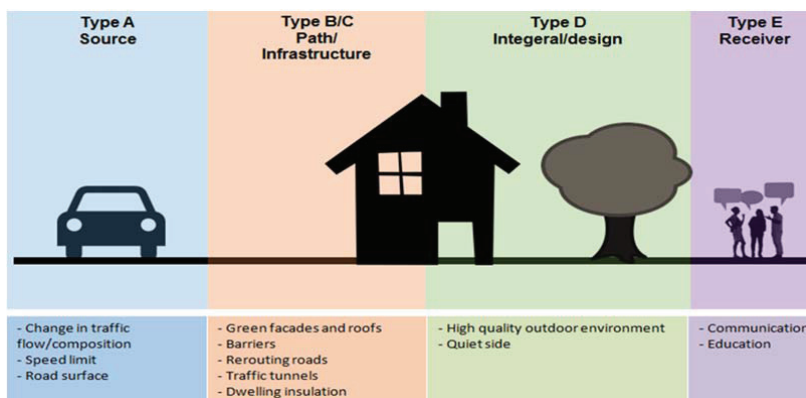 Type A
Source
Type B/C
Path/
Infrastructure
Type D
Integeral/design
Type E
Receiver
- Change in traffic
flow/composition
- Speed limit
- Road surface
- Green facades and roofs
- Barriers
- Rerouting roads
- Traffic tunnels
- Dwelling insulation
- High quality outdoor environment
- Quiet side
- Communication
- Education